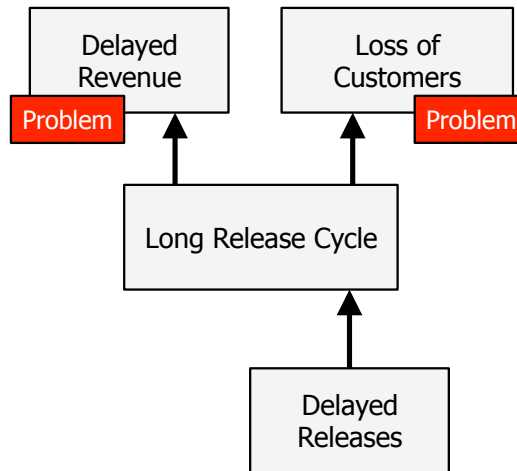 Delayed
Revenue
Problem
Loss of
Customers
Problem
Long Release Cycle
Delayed
Releases